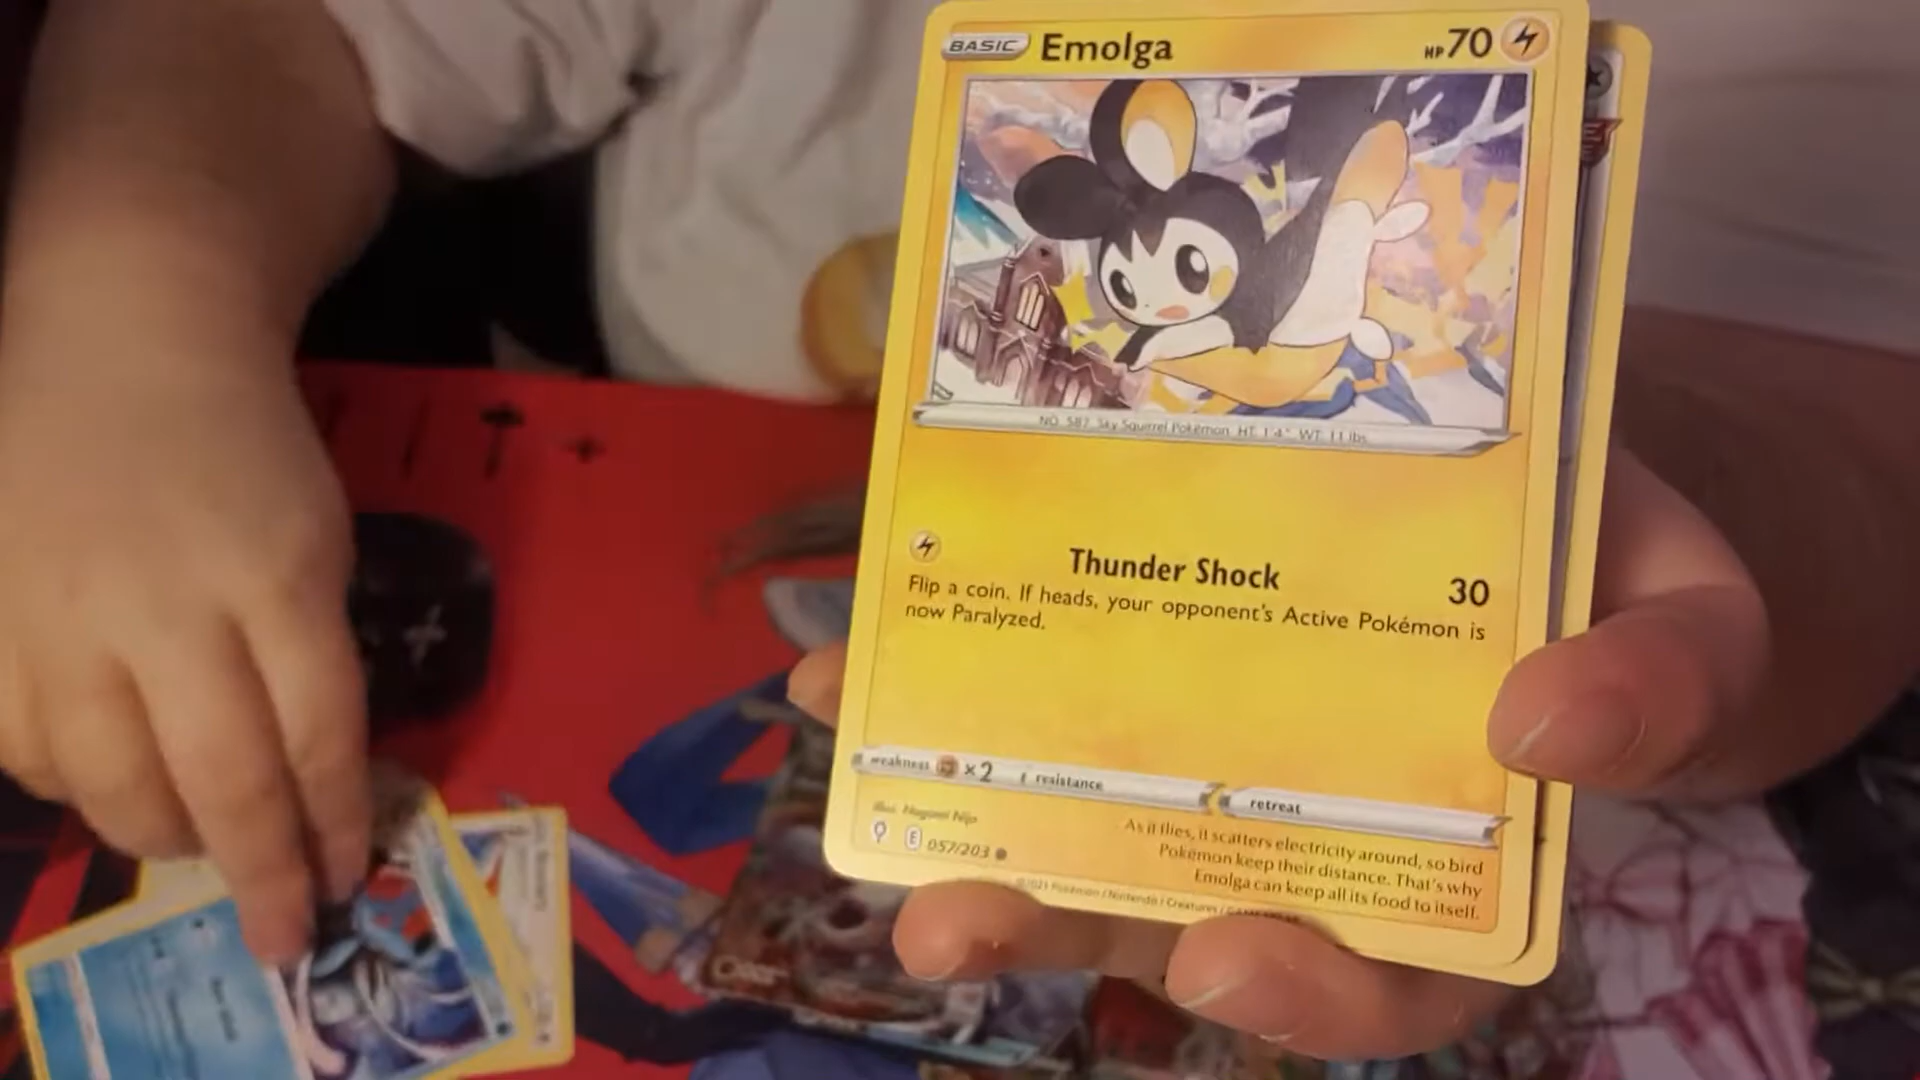 BASIC Emolga HP 70
NO. 587 Sky Squirrel Pokémon HT: 1'4" WT: 11 lbs.
Thunder Shock 30
Flip a coin. If heads, your opponent's Active Pokémon is
now Paralyzed.
weakness ×2 resistance retreat
illus. Nagomi Nijo
E 057/203
As it flies, it scatters electricity around, so bird
Pokémon keep their distance. That's why
Emolga can keep all its food to itself.
©2021 Pokémon / Nintendo / Creatures /